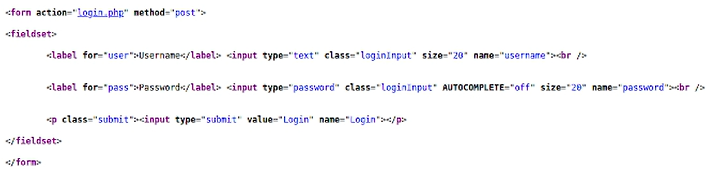 <form action="login.php" method="post">
<fieldset>
<label for="user">Username</label> <input type="text" class="loginInput" size="20" name="username"><br />
<label for="pass">Password</label> <input type="password" class="loginInput" AUTOCOMPLETE="off" size="20" name="password"><br />
<p class="submit"><input type="submit" value="Login" name="Login"></p>
</fieldset>
</form>